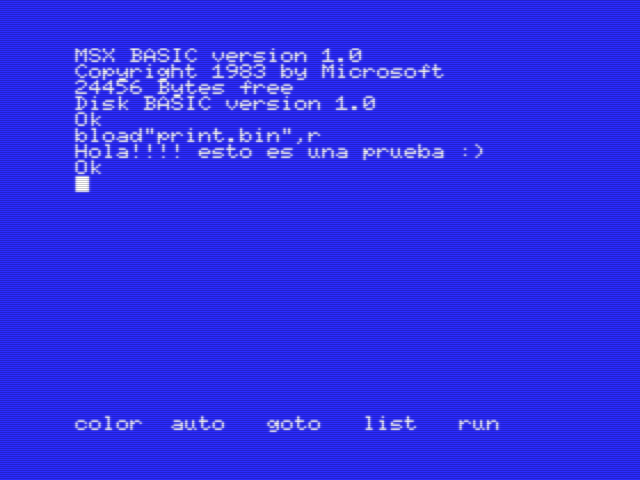 MSX BASIC version 1.0
Copyright 1983 by Microsoft
24456 Bytes free
Disk BASIC version 1.0
Ok
bload"print.bin",r
Hola!!!! esto es una prueba :)
Ok
color auto goto list run